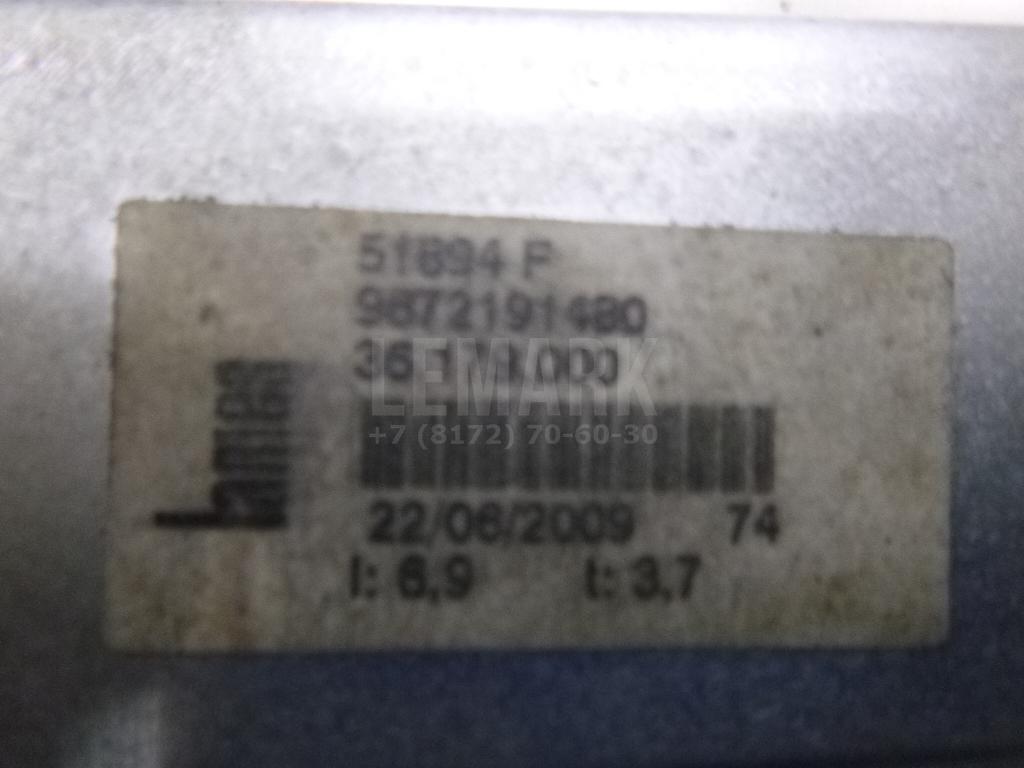 51894 P
9672191480
LEMARK
+7 (8172) 70-60-30
22/06/2009 74
I: 6,9 t: 3,7